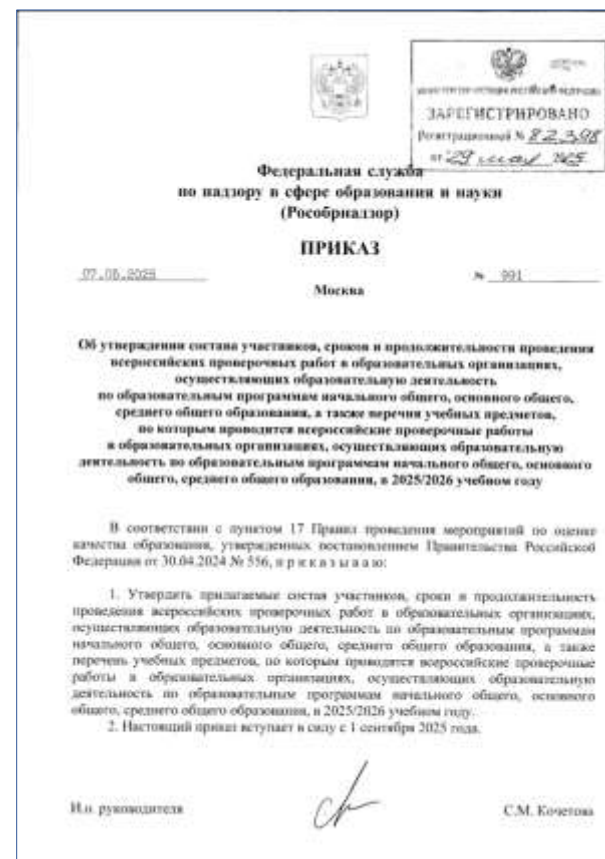 МИНИСТЕРСТВО ЮСТИЦИИ РОССИЙСКОЙ ФЕДЕРАЦИИ
ЗАРЕГИСТРИРОВАНО
Регистрационный № 82398
от 29 мая 2025
Федеральная служба
по надзору в сфере образования и науки
(Рособрнадзор)
ПРИКАЗ
07.05.2025 № 991
Москва
Об утверждении состава участников, сроков и продолжительности проведения
всероссийских проверочных работ в образовательных организациях,
осуществляющих образовательную деятельность
по образовательным программам начального общего, основного общего,
среднего общего образования, а также перечня учебных предметов,
по которым проводятся всероссийские проверочные работы
в образовательных организациях, осуществляющих образовательную
деятельность по образовательным программам начального общего, основного
общего, среднего общего образования, в 2025/2026 учебном году
В соответствии с пунктом 17 Правил проведения мероприятий по оценке
качества образования, утвержденных постановлением Правительства Российской
Федерации от 30.04.2024 № 556, п р и к а з ы в а ю:
1. Утвердить прилагаемые состав участников, сроки и продолжительность
проведения всероссийских проверочных работ в образовательных организациях,
осуществляющих образовательную деятельность по образовательным программам
начального общего, основного общего, среднего общего образования, а также
перечень учебных предметов, по которым проводятся всероссийские проверочные
работы в образовательных организациях, осуществляющих образовательную
деятельность по образовательным программам начального общего, основного
общего, среднего общего образования, в 2025/2026 учебном году.
2. Настоящий приказ вступает в силу с 1 сентября 2025 года.
И.о. руководителя С.М. Кочетова